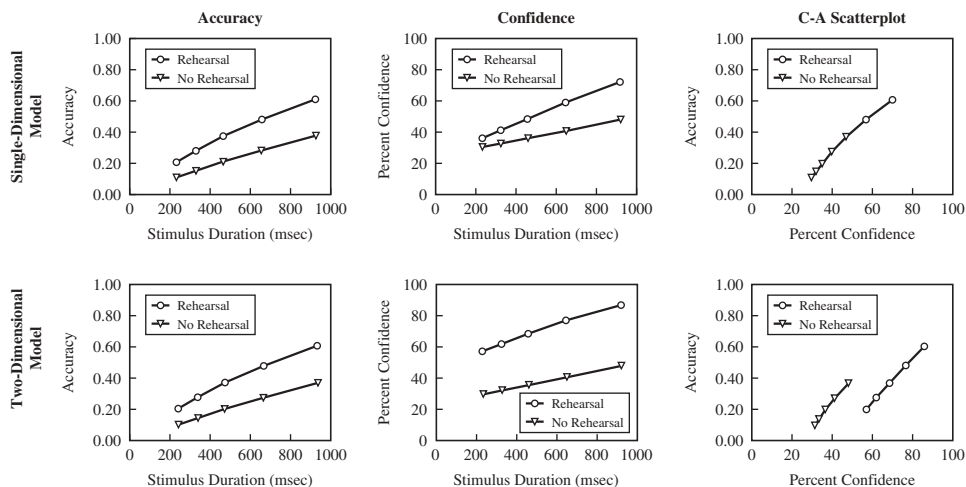 Accuracy
Confidence
C-A Scatterplot
Single-Dimensional
Model
Accuracy
1.00
0.80
0.60
0.40
0.20
0.00
Rehearsal
No Rehearsal
0 200 400 600 800 1000
Stimulus Duration (msec)
Percent Confidence
100
80
60
40
20
0
Rehearsal
No Rehearsal
0 200 400 600 800 1000
Stimulus Duration (msec)
Accuracy
1.00
0.80
0.60
0.40
0.20
0.00
Rehearsal
No Rehearsal
0 20 40 60 80 100
Percent Confidence
Two-Dimensional
Model
Accuracy
1.00
0.80
0.60
0.40
0.20
0.00
Rehearsal
No Rehearsal
0 200 400 600 800 1000
Stimulus Duration (msec)
Percent Confidence
100
80
60
40
20
0
Rehearsal
No Rehearsal
0 200 400 600 800 1000
Stimulus Duration (msec)
Accuracy
1.00
0.80
0.60
0.40
0.20
0.00
Rehearsal
No Rehearsal
0 20 40 60 80 100
Percent Confidence